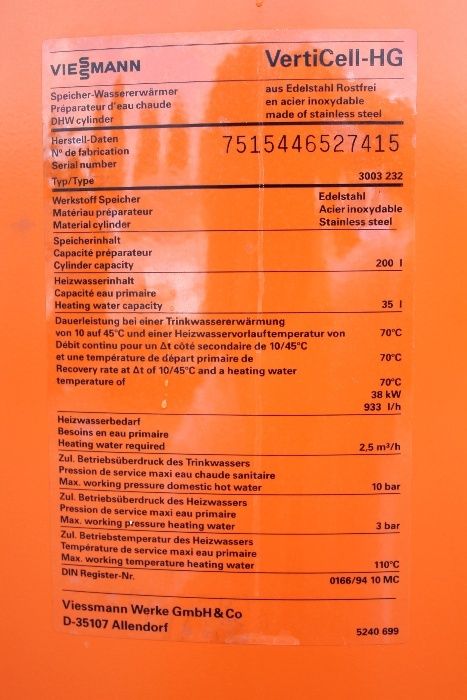 VIESSMANN VertiCell-HG
Speicher-Wassererwärmer aus Edelstahl Rostfrei
Préparateur d'eau chaude en acier inoxydable
DHW cylinder made of stainless steel
Herstell-Daten
N° de fabrication 7515446527415
Serial number
Typ/Type 3003 232
Werkstoff Speicher Edelstahl
Matériau préparateur Acier inoxydable
Material cylinder Stainless steel
Speicherinhalt
Capacité préparateur
Cylinder capacity 200 l
Heizwasserinhalt
Capacité eau primaire
Heating water capacity 35 l
Dauerleistung bei einer Trinkwassererwärmung
von 10 auf 45°C und einer Heizwasservorlauftemperatur von 70°C
Débit continu pour un Δt côté secondaire de 10/45°C
et une température de départ primaire de 70°C
Recovery rate at Δt of 10/45°C and a heating water
temperature of 70°C
38 kW
933 l/h
Heizwasserbedarf
Besoins en eau primaire
Heating water required 2,5 m³/h
Zul. Betriebsüberdruck des Trinkwassers
Pression de service maxi eau chaude sanitaire
Max. working pressure domestic hot water 10 bar
Zul. Betriebsüberdruck des Heizwassers
Pression de service maxi eau primaire
Max. working pressure heating water 3 bar
Zul. Betriebstemperatur des Heizwassers
Température de service maxi eau primaire
Max. working temperature heating water 110°C
DIN Register-Nr. 0166/94 10 MC
Viessmann Werke GmbH & Co
D-35107 Allendorf 5240 699